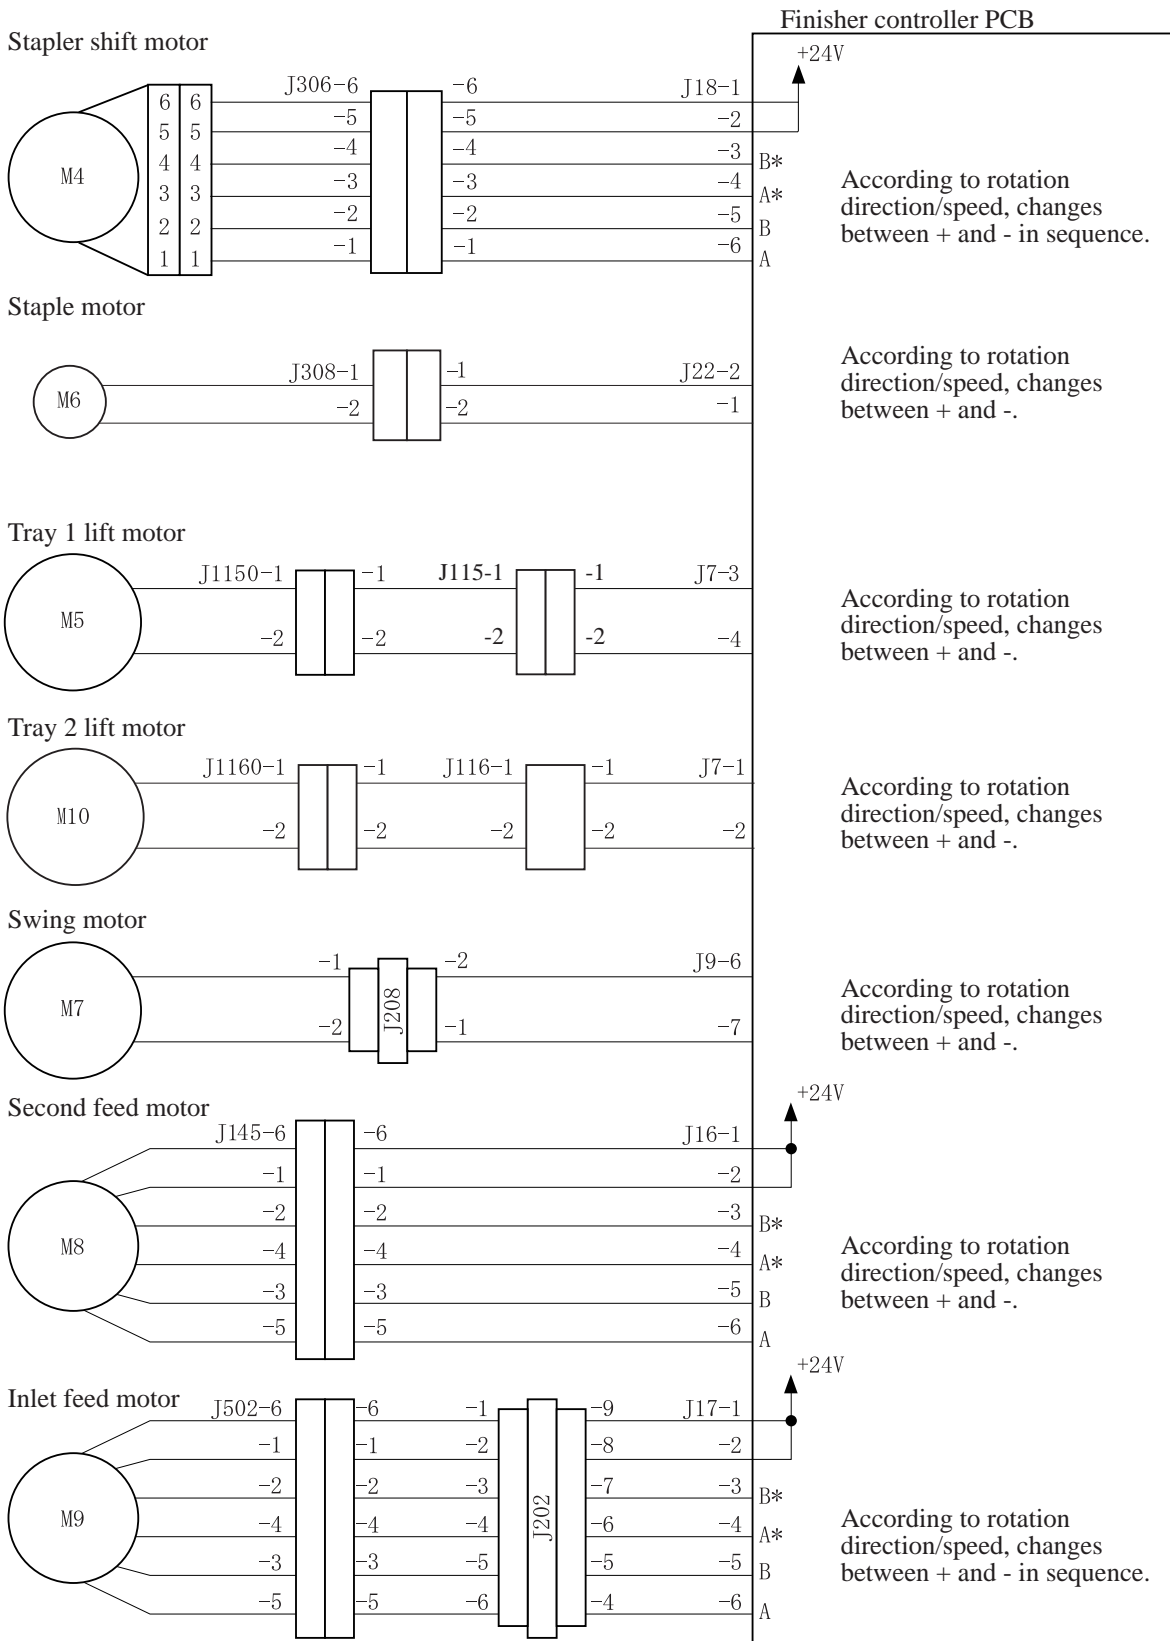 Finisher controller PCB
Stapler shift motor
+24V
J306-6 -6 J18-1
6 6
-5 -5 -2
5 5
-4 -4 -3 B*
4 4
M4
-3 -3 -4 A*
3 3
According to rotation
direction/speed, changes
between + and - in sequence.
-2 -2 -5 B
2 2
-1 -1 -6 A
1 1
Staple motor
J308-1 -1 J22-2
M6
-2 -2 -1
According to rotation
direction/speed, changes
between + and -.
Tray 1 lift motor
J1150-1 -1 J115-1 -1 J7-3
M5
-2 -2 -2 -2 -4
According to rotation
direction/speed, changes
between + and -.
Tray 2 lift motor
J1160-1 -1 J116-1 -1 J7-1
M10
-2 -2 -2 -2 -2
According to rotation
direction/speed, changes
between + and -.
Swing motor
-1 -2 J9-6
M7
J208
-2 -1 -7
According to rotation
direction/speed, changes
between + and -.
Second feed motor
+24V
J145-6 -6 J16-1
-1 -1 -2
-2 -2 -3 B*
M8
-4 -4 -4 A*
-3 -3 -5 B
-5 -5 -6 A
According to rotation
direction/speed, changes
between + and -.
Inlet feed motor
+24V
J502-6 -6 -1 -9 J17-1
-1 -1 -2 -8 -2
-2 -2 -3 -7 -3 B*
M9
J202
-4 -4 -4 -6 -4 A*
-3 -3 -5 -5 -5 B
-5 -5 -6 -4 -6 A
According to rotation
direction/speed, changes
between + and - in sequence.